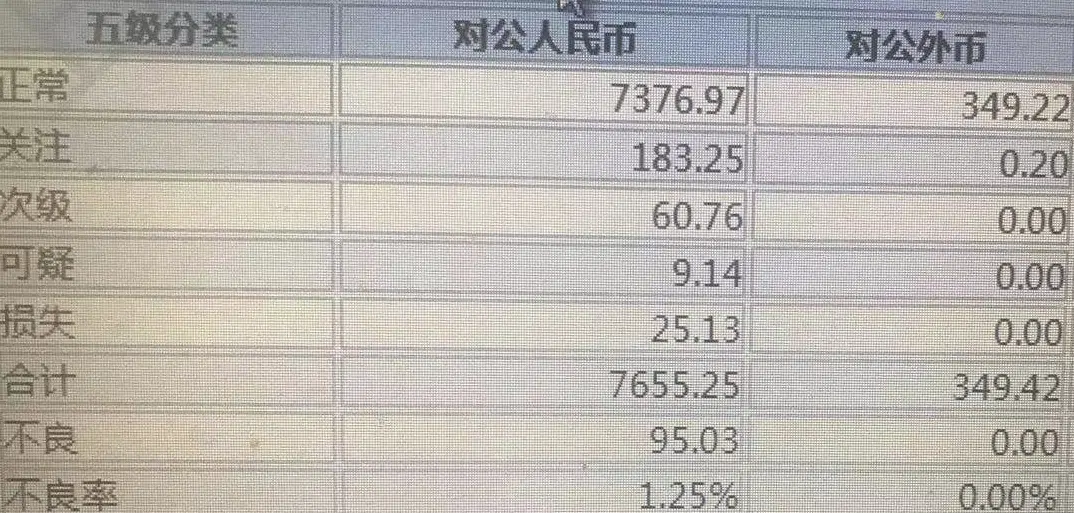 五级分类 对公人民币 对公外币
正常 7376.97 349.22
关注 183.25 0.20
次级 60.76 0.00
可疑 9.14 0.00
损失 25.13 0.00
合计 7655.25 349.42
不良 95.03 0.00
不良率 1.25% 0.00%